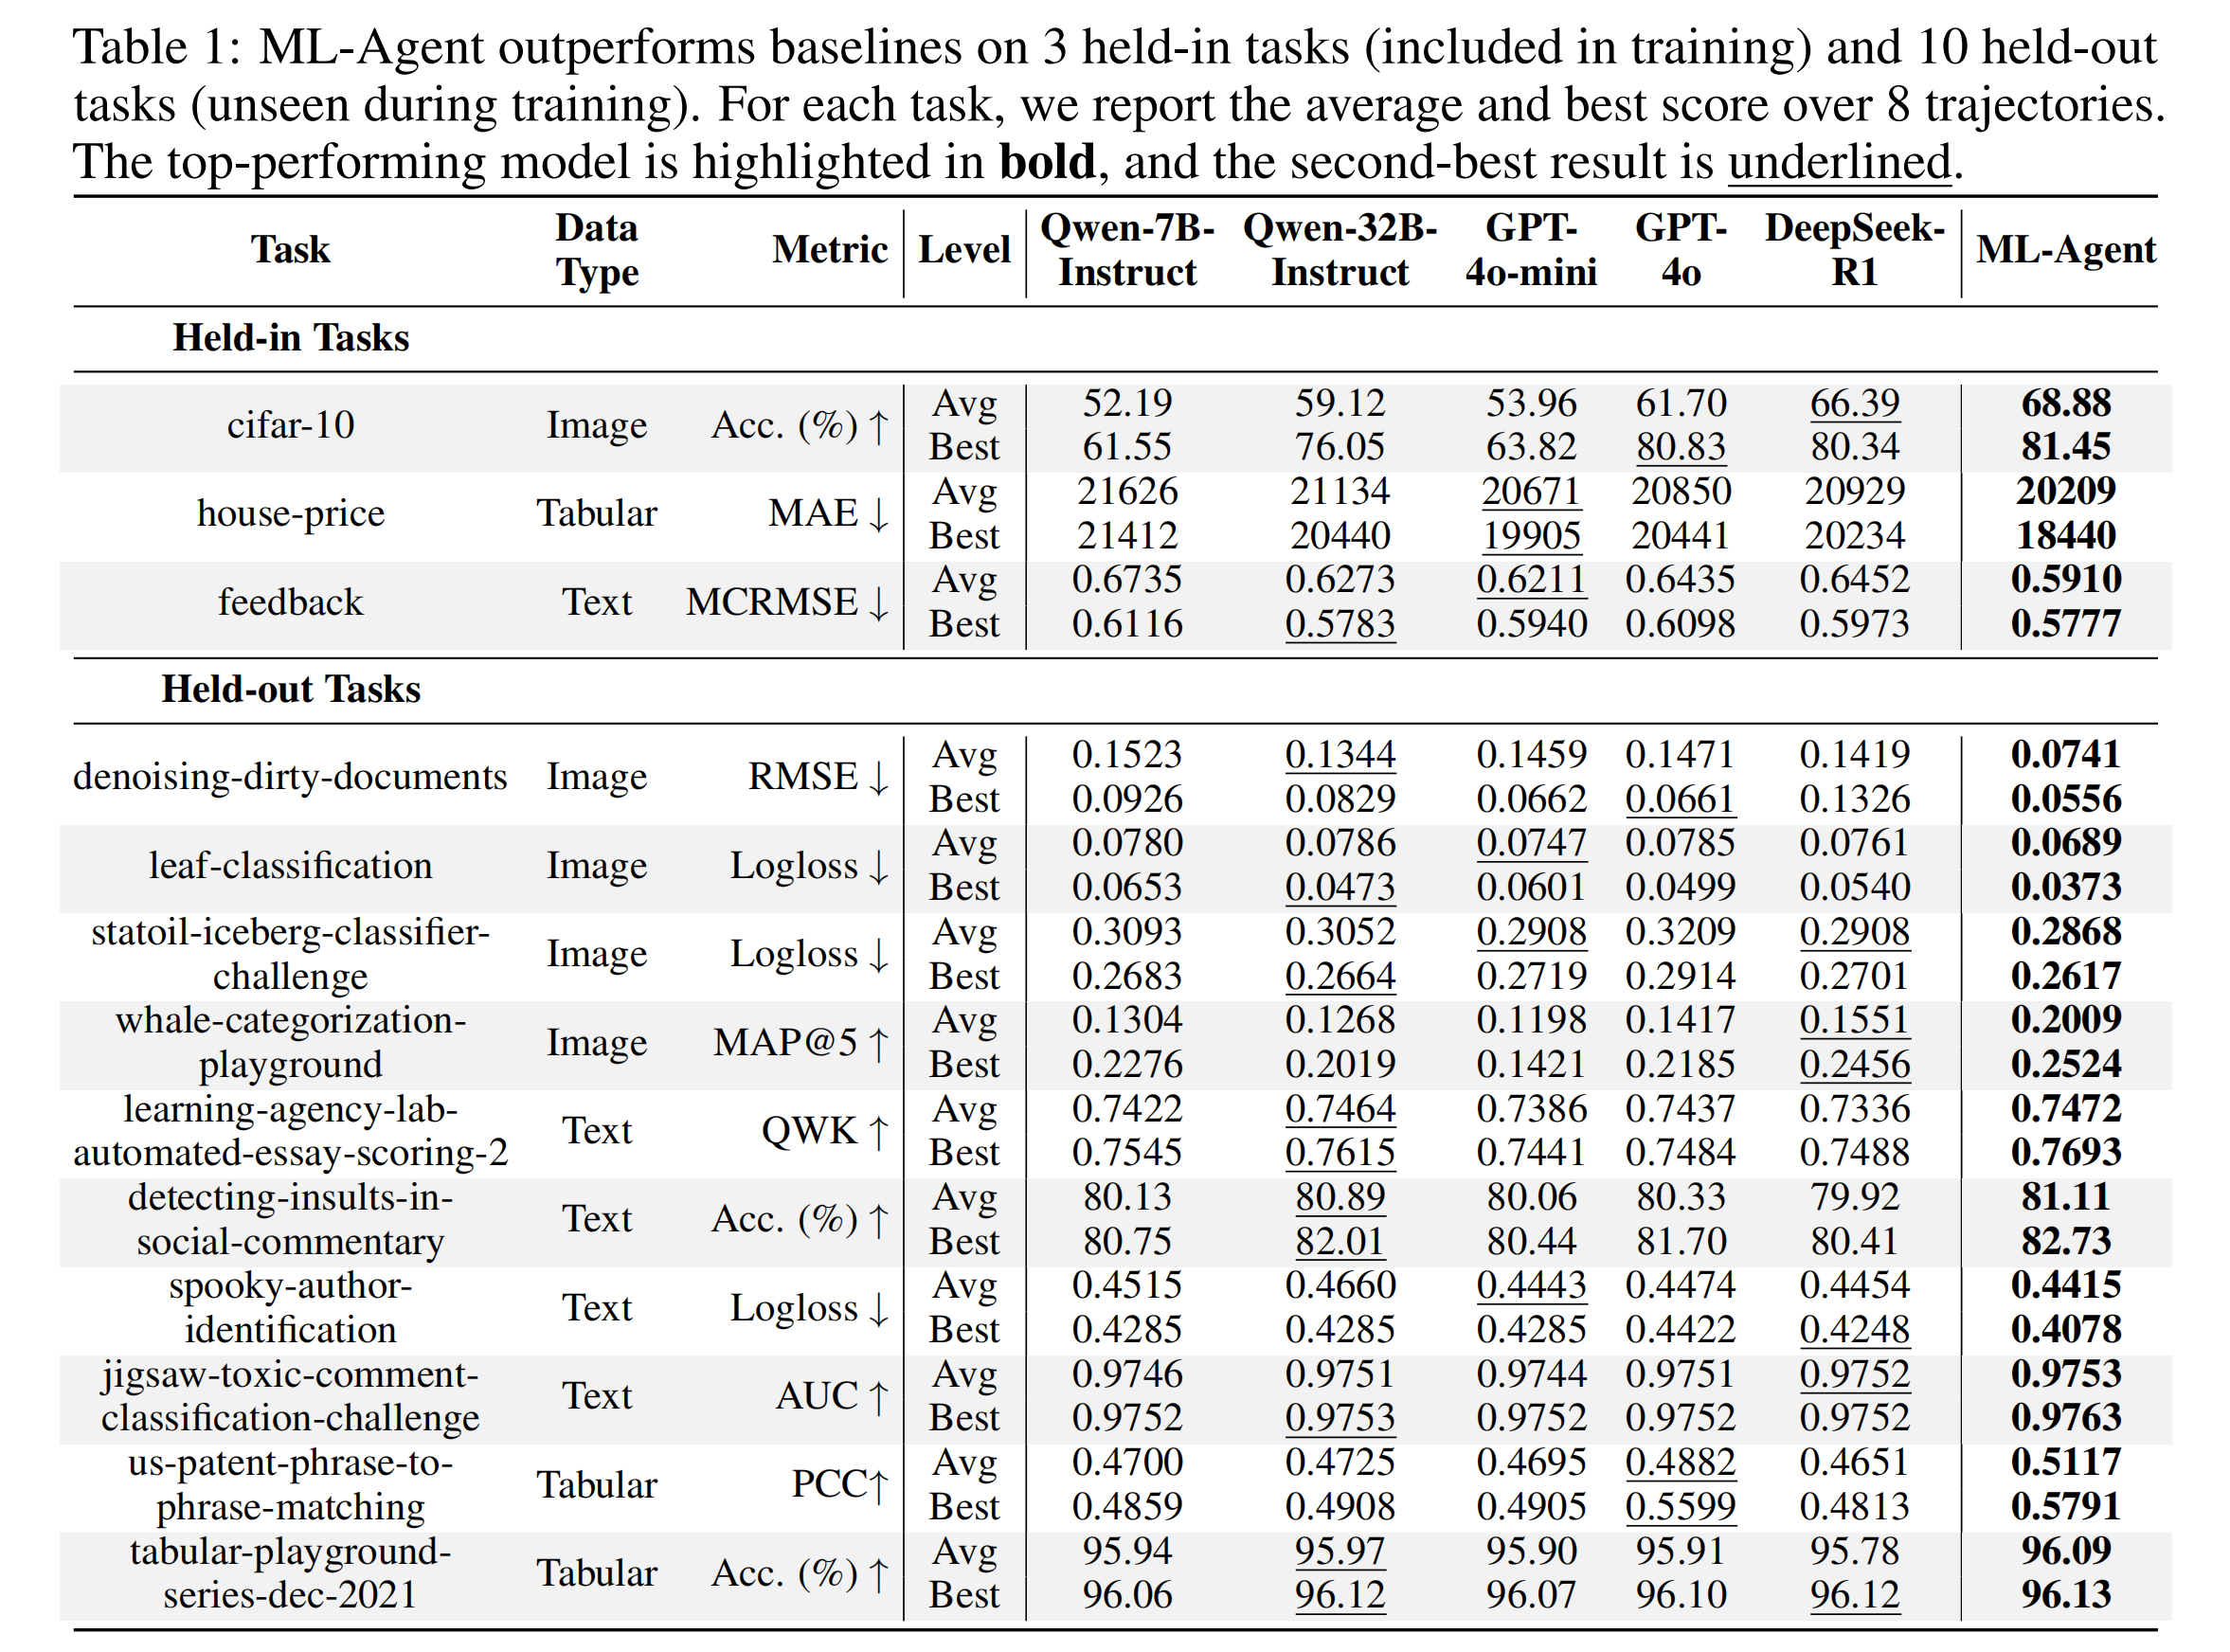 Table 1: ML-Agent outperforms baselines on 3 held-in tasks (included in training) and 10 held-out
tasks (unseen during training). For each task, we report the average and best score over 8 trajectories.
The top-performing model is highlighted in bold, and the second-best result is underlined.
Task Data Type Metric Level Qwen-7B-Instruct Qwen-32B-Instruct GPT-4o-mini GPT-4o DeepSeek-R1 ML-Agent
Held-in Tasks
cifar-10 Image Acc. (%) ↑ Avg 52.19 59.12 53.96 61.70 66.39 68.88
Best 61.55 76.05 63.82 80.83 80.34 81.45
house-price Tabular MAE ↓ Avg 21626 21134 20671 20850 20929 20209
Best 21412 20440 19905 20441 20234 18440
feedback Text MCRMSE ↓ Avg 0.6735 0.6273 0.6211 0.6435 0.6452 0.5910
Best 0.6116 0.5783 0.5940 0.6098 0.5973 0.5777
Held-out Tasks
denoising-dirty-documents Image RMSE ↓ Avg 0.1523 0.1344 0.1459 0.1471 0.1419 0.0741
Best 0.0926 0.0829 0.0662 0.0661 0.1326 0.0556
leaf-classification Image Logloss ↓ Avg 0.0780 0.0786 0.0747 0.0785 0.0761 0.0689
Best 0.0653 0.0473 0.0601 0.0499 0.0540 0.0373
statoil-iceberg-classifier- Image Logloss ↓ Avg 0.3093 0.3052 0.2908 0.3209 0.2908 0.2868
challenge Best 0.2683 0.2664 0.2719 0.2914 0.2701 0.2617
whale-categorization- Image MAP@5 ↑ Avg 0.1304 0.1268 0.1198 0.1417 0.1551 0.2009
playground Best 0.2276 0.2019 0.1421 0.2185 0.2456 0.2524
learning-agency-lab- Text QWK ↑ Avg 0.7422 0.7464 0.7386 0.7437 0.7336 0.7472
automated-essay-scoring-2 Best 0.7545 0.7615 0.7441 0.7484 0.7488 0.7693
detecting-insults-in- Text Acc. (%) ↑ Avg 80.13 80.89 80.06 80.33 79.92 81.11
social-commentary Best 80.75 82.01 80.44 81.70 80.41 82.73
spooky-author- Text Logloss ↓ Avg 0.4515 0.4660 0.4443 0.4474 0.4454 0.4415
identification Best 0.4285 0.4285 0.4285 0.4422 0.4248 0.4078
jigsaw-toxic-comment- Text AUC ↑ Avg 0.9746 0.9751 0.9744 0.9751 0.9752 0.9753
classification-challenge Best 0.9752 0.9753 0.9752 0.9752 0.9752 0.9763
us-patent-phrase-to- Tabular PCC↑ Avg 0.4700 0.4725 0.4695 0.4882 0.4651 0.5117
phrase-matching Best 0.4859 0.4908 0.4905 0.5599 0.4813 0.5791
tabular-playground- Tabular Acc. (%) ↑ Avg 95.94 95.97 95.90 95.91 95.78 96.09
series-dec-2021 Best 96.06 96.12 96.07 96.10 96.12 96.13